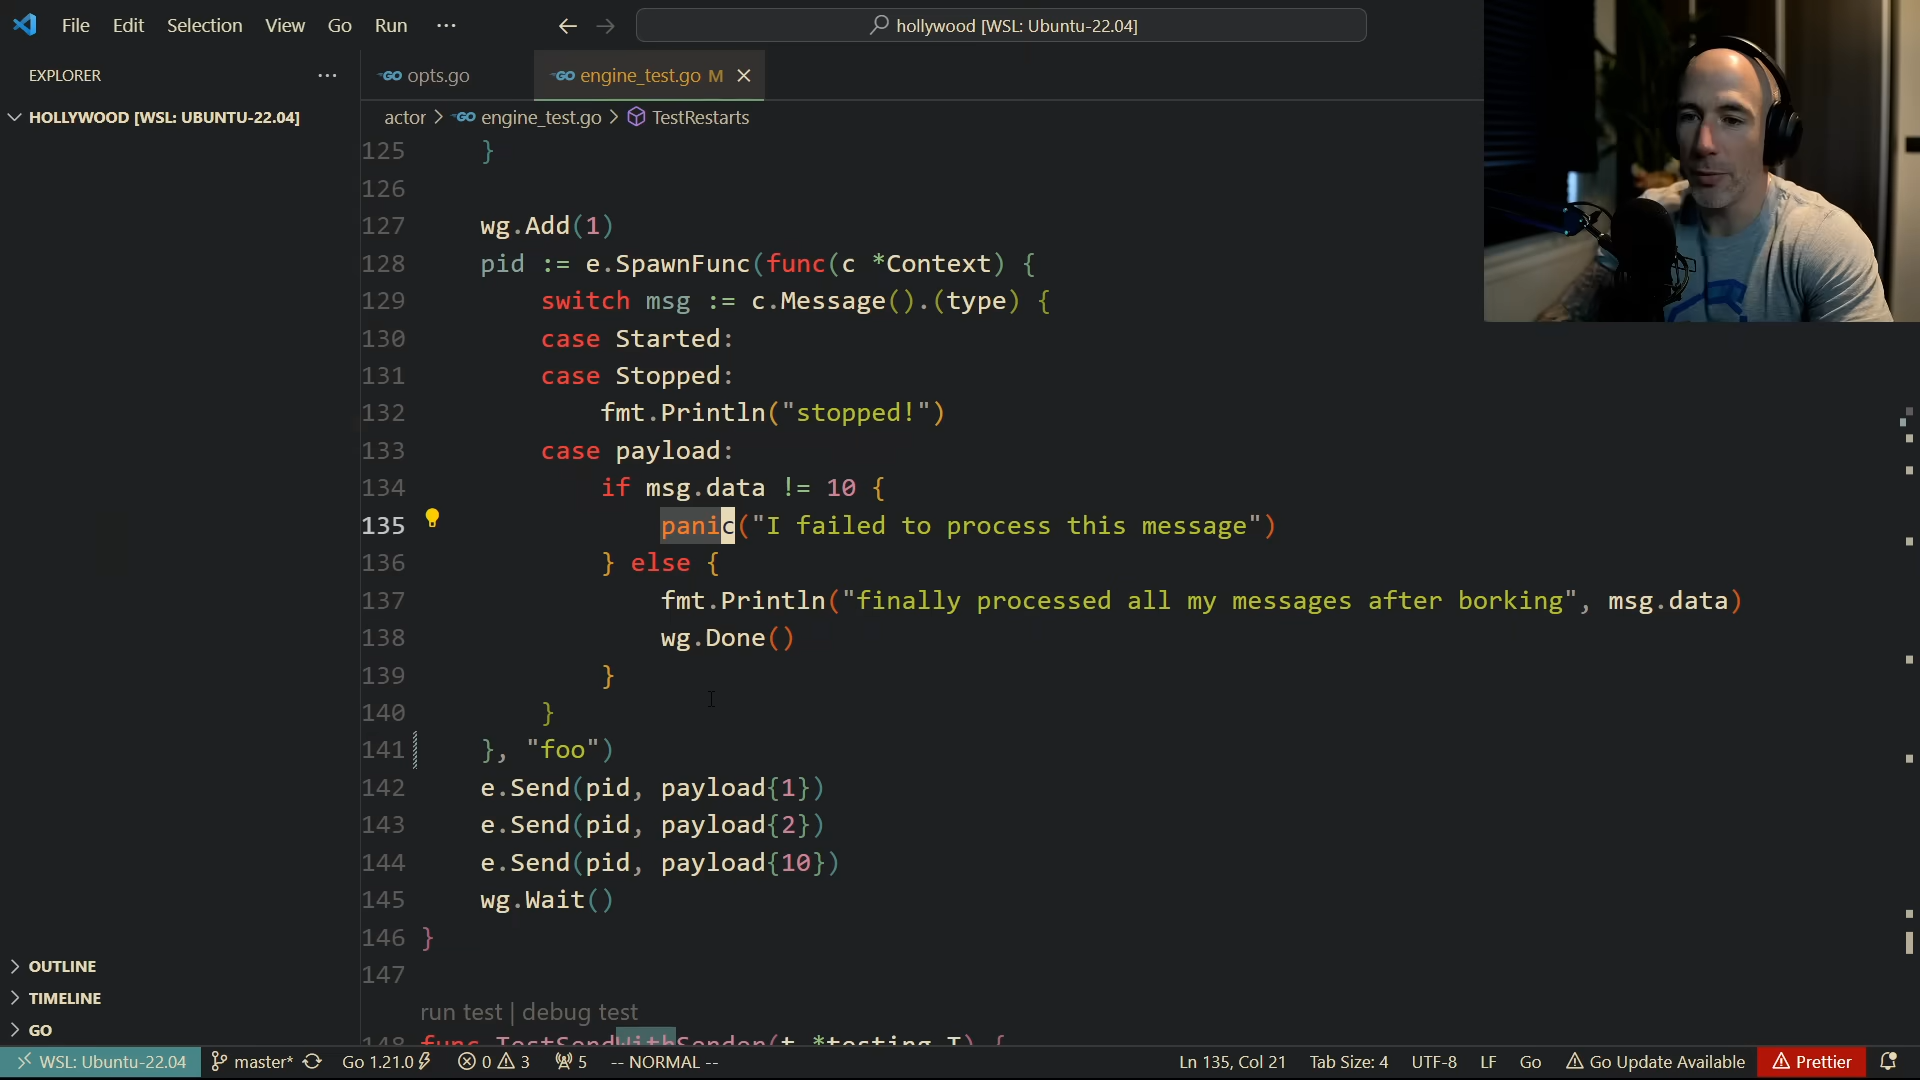 File Edit Selection View Go Run ···
hollywood [WSL: Ubuntu-22.04]
EXPLORER ···
GO opts.go
GO engine_test.go M
HOLLYWOOD [WSL: UBUNTU-22.04]
actor > GO engine_test.go > TestRestarts
125 }
126
127 wg.Add(1)
128 pid := e.SpawnFunc(func(c *Context) {
129 switch msg := c.Message().(type) {
130 case Started:
131 case Stopped:
132 fmt.Println("stopped!")
133 case payload:
134 if msg.data != 10 {
135 panic("I failed to process this message")
136 } else {
137 fmt.Println("finally processed all my messages after borking", msg.data)
138 wg.Done()
139 }
140 }
141 }, "foo")
142 e.Send(pid, payload{1})
143 e.Send(pid, payload{2})
144 e.Send(pid, payload{10})
145 wg.Wait()
146 }
147
run test | debug test
148 func TestSendWithSender(t *testing.T) {
OUTLINE
TIMELINE
GO
WSL: Ubuntu-22.04 master* Go 1.21.0 0 3 5 -- NORMAL -- Ln 135, Col 21 Tab Size: 4 UTF-8 LF Go Go Update Available Prettier